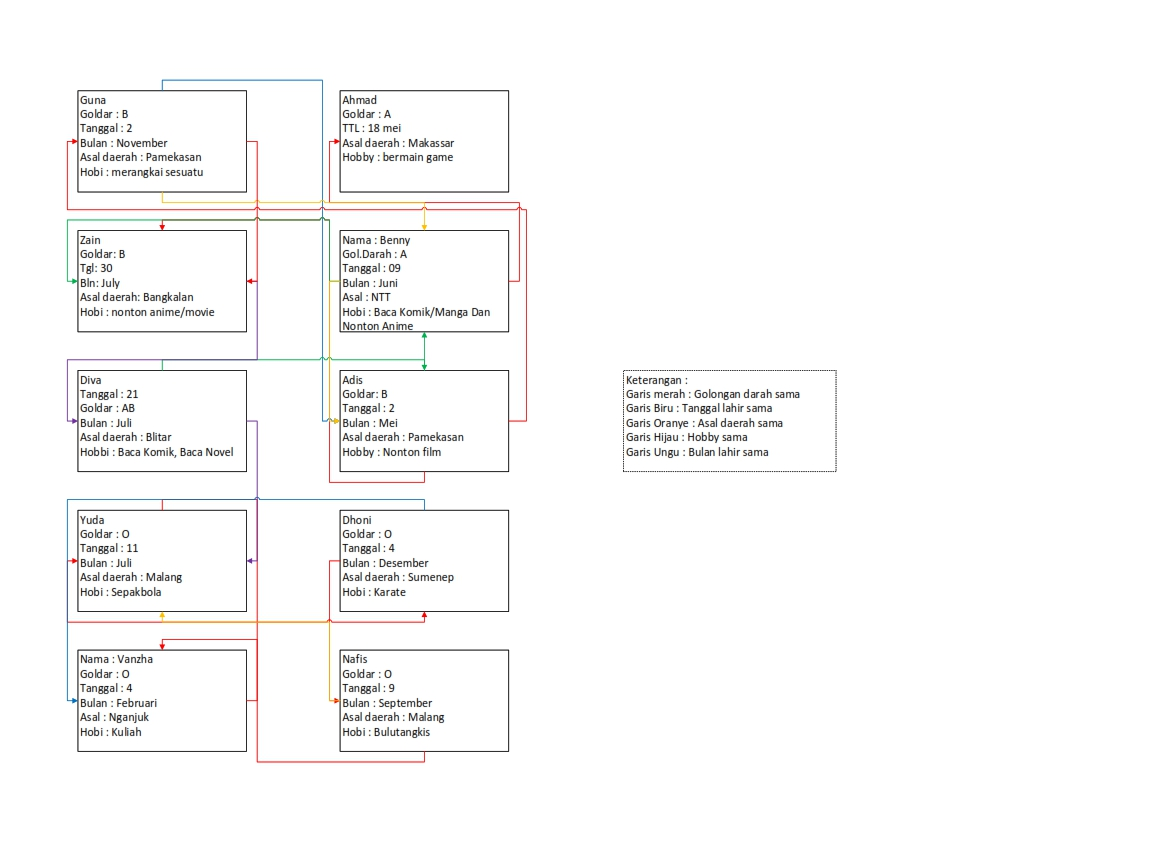 Guna
Goldar : B
Tanggal : 2
Bulan : November
Asal daerah : Pamekasan
Hobi : merangkai sesuatu
Ahmad
Goldar : A
TTL : 18 mei
Asal daerah : Makassar
Hobby : bermain game
Zain
Goldar: B
Tgl: 30
Bln: July
Asal daerah: Bangkalan
Hobi : nonton anime/movie
Nama : Benny
Gol.Darah : A
Tanggal : 09
Bulan : Juni
Asal : NTT
Hobi : Baca Komik/Manga Dan
Nonton Anime
Diva
Tanggal : 21
Goldar : AB
Bulan : Juli
Asal daerah : Blitar
Hobbi : Baca Komik, Baca Novel
Adis
Goldar: B
Tanggal : 2
Bulan : Mei
Asal daerah : Pamekasan
Hobby : Nonton film
Keterangan :
Garis merah : Golongan darah sama
Garis Biru : Tanggal lahir sama
Garis Oranye : Asal daerah sama
Garis Hijau : Hobby sama
Garis Ungu : Bulan lahir sama
Yuda
Goldar : O
Tanggal : 11
Bulan : Juli
Asal daerah : Malang
Hobi : Sepakbola
Dhoni
Goldar : O
Tanggal : 4
Bulan : Desember
Asal daerah : Sumenep
Hobi : Karate
Nama : Vanzha
Goldar : O
Tanggal : 4
Bulan : Februari
Asal : Nganjuk
Hobi : Kuliah
Nafis
Goldar : O
Tanggal : 9
Bulan : September
Asal daerah : Malang
Hobi : Bulutangkis